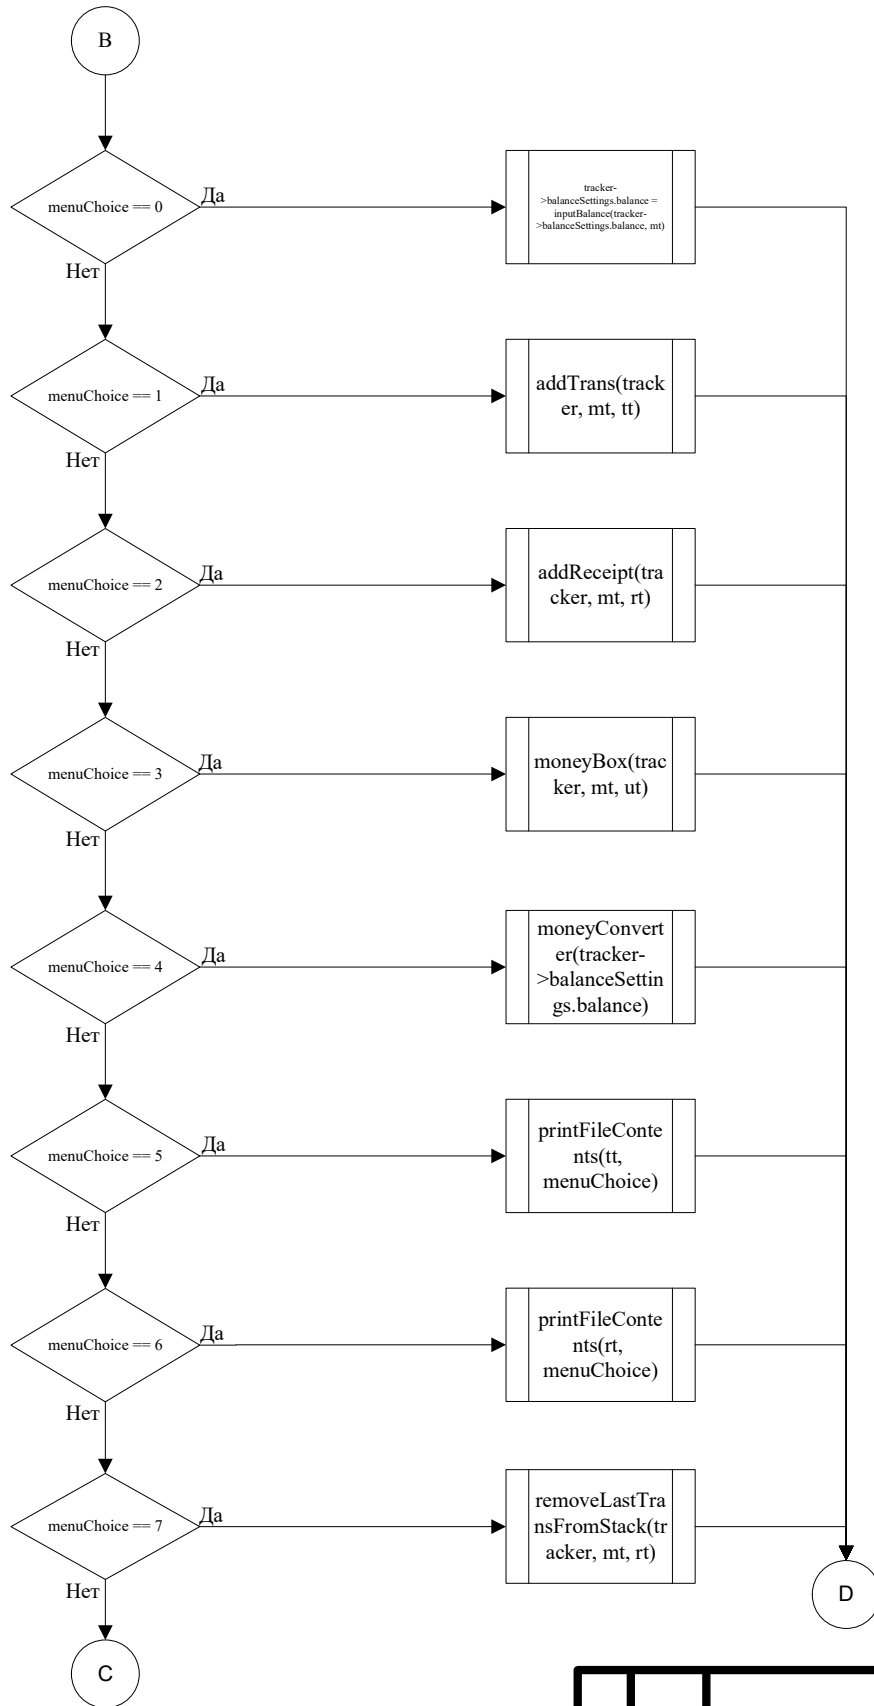 B
menuChoice == 0
Да
tracker-
>balanceSettings.balance =
inputBalance(tracker-
>balanceSettings.balance, mt)
Нет
menuChoice == 1
Да
addTrans(track
er, mt, tt)
Нет
menuChoice == 2
Да
addReceipt(tra
cker, mt, rt)
Нет
menuChoice == 3
Да
moneyBox(trac
ker, mt, ut)
Нет
menuChoice == 4
Да
moneyConvert
er(tracker-
>balanceSettin
gs.balance)
Нет
menuChoice == 5
Да
printFileConte
nts(tt,
menuChoice)
Нет
menuChoice == 6
Да
printFileConte
nts(rt,
menuChoice)
Нет
menuChoice == 7
Да
removeLastTra
nsFromStack(tr
acker, mt, rt)
Нет
D
C